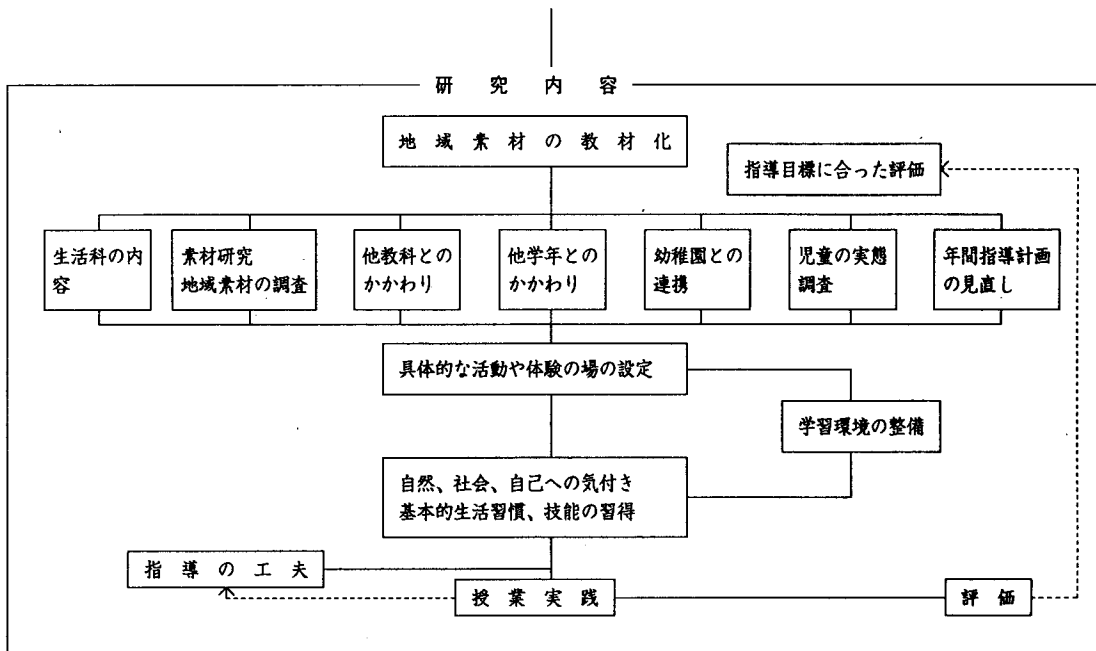 研究内容
地域素材の教材化
指導目標に合った評価
生活科の内
容
素材研究
地域素材の調査
他教科との
かかわり
他学年との
かかわり
幼稚園との
連携
児童の実態
調査
年間指導計画
の見直し
具体的な活動や体験の場の設定
学習環境の整備
自然、社会、自己への気付き
基本的生活習慣、技能の習得
指導の工夫
授業実践
評価